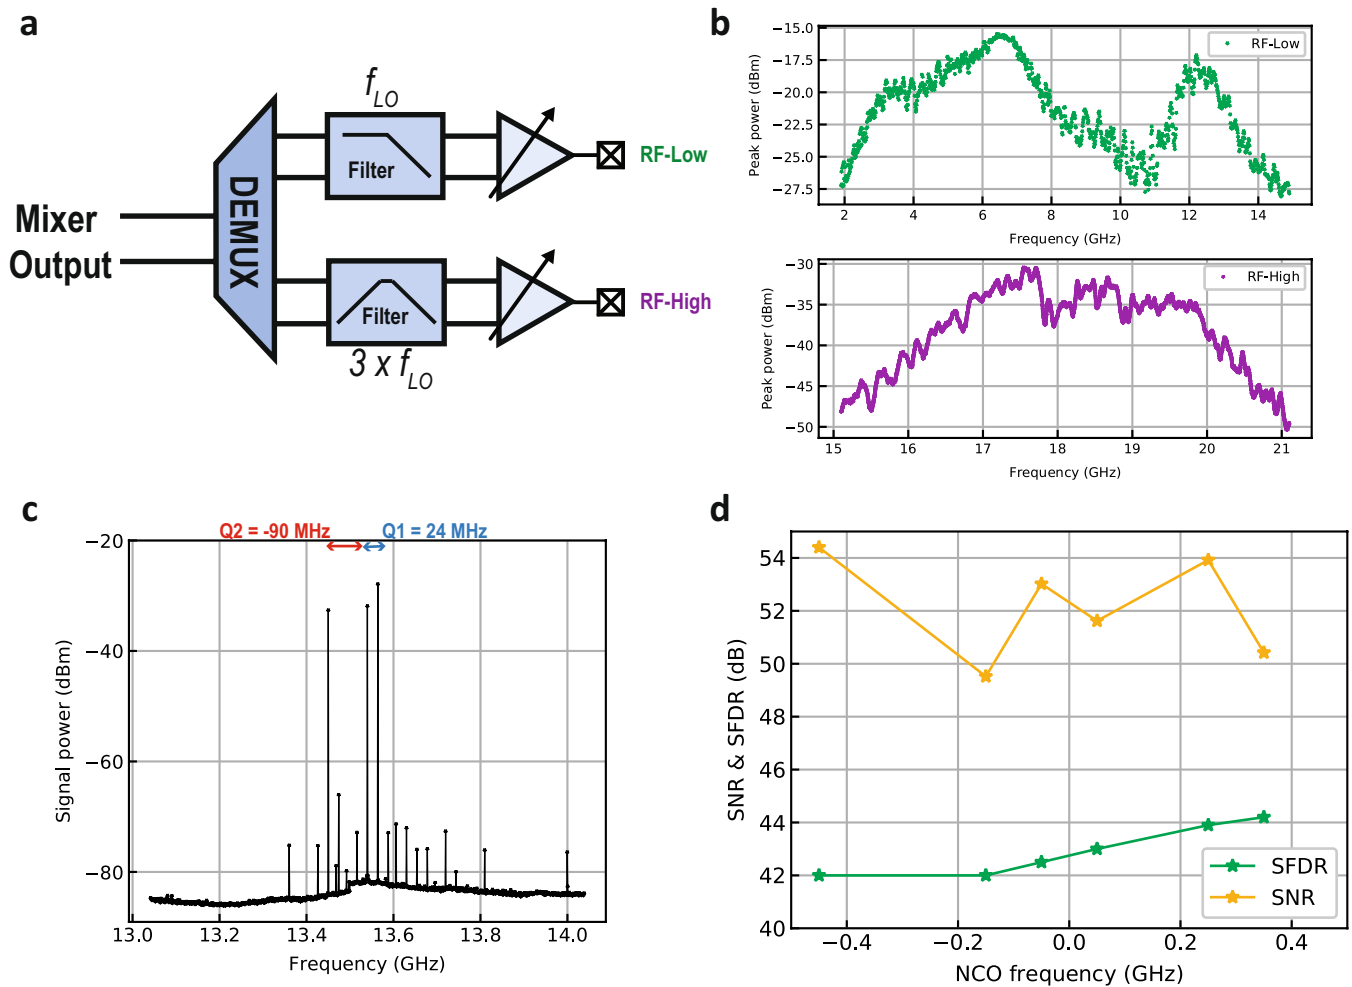 a
f_LO
Filter
RF-Low
DEMUX
Mixer
Output
Filter
RF-High
3 x f_LO
b
−15.0
−17.5
−20.0
−22.5
−25.0
−27.5
Peak power (dBm)
RF-Low
2 4 6 8 10 12 14
Frequency (GHz)
−30
−35
−40
−45
−50
Peak power (dBm)
RF-High
15 16 17 18 19 20 21
Frequency (GHz)
c
Q2 = -90 MHz Q1 = 24 MHz
−20
−40
−60
−80
Signal power (dBm)
13.0 13.2 13.4 13.6 13.8 14.0
Frequency (GHz)
d
54
52
50
48
46
44
42
40
SNR & SFDR (dB)
SFDR
SNR
−0.4 −0.2 0.0 0.2 0.4
NCO frequency (GHz)